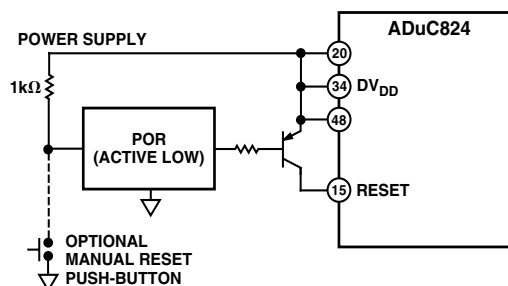 ADuC824
POWER SUPPLY
20
1kΩ
34 DVDD
POR
(ACTIVE LOW)
48
15 RESET
OPTIONAL
MANUAL RESET
PUSH-BUTTON